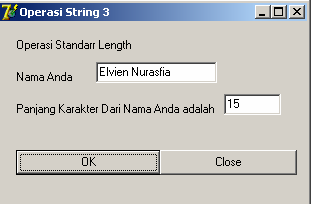 Operasi String 3
Operasi Standarr Length
Nama Anda Elvien Nurasfia
Panjang Karakter Dari Nama Anda adalah 15
OK Close